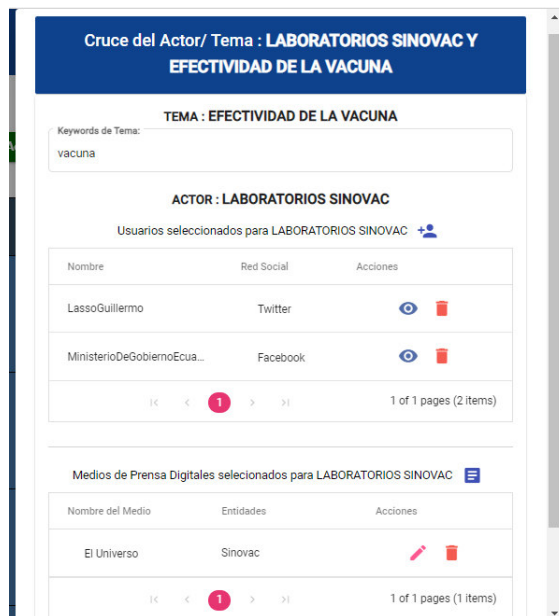 Cruce del Actor/ Tema : LABORATORIOS SINOVAC Y
EFECTIVIDAD DE LA VACUNA
TEMA : EFECTIVIDAD DE LA VACUNA
Keywords de Tema:
vacuna
ACTOR : LABORATORIOS SINOVAC
Usuarios seleccionados para LABORATORIOS SINOVAC
Nombre Red Social Acciones
LassoGuillermo Twitter
MinisterioDeGobiernoEcua... Facebook
1 1 of 1 pages (2 items)
Medios de Prensa Digitales selecionados para LABORATORIOS SINOVAC
Nombre del Medio Entidades Acciones
El Universo Sinovac
1 1 of 1 pages (1 items)